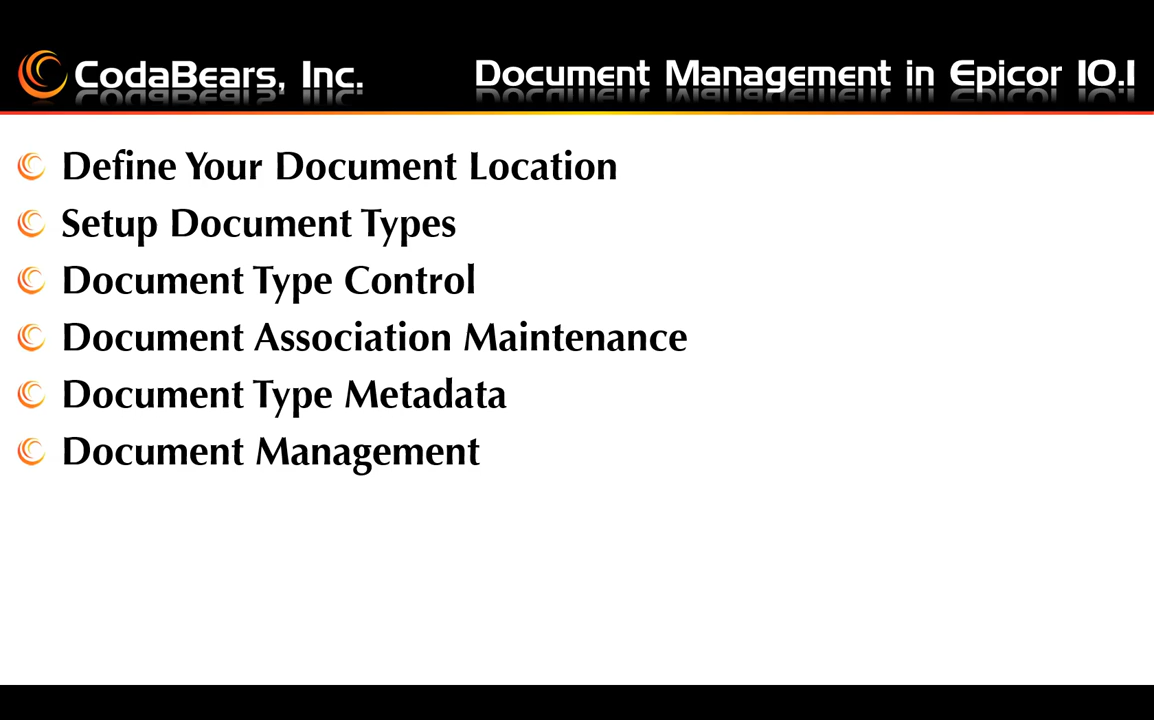 CodaBears, Inc.
Document Management in Epicor 10.1
Define Your Document Location
Setup Document Types
Document Type Control
Document Association Maintenance
Document Type Metadata
Document Management